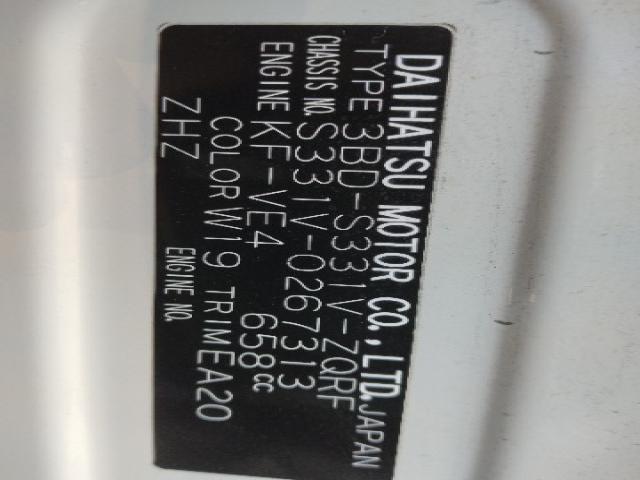 DAIHATSU MOTOR CO., LTD. JAPAN
TYPE 3BD-S331V-ZQRF
CHASSIS NO. S331V-0267313
ENGINE KF-VE4 658cc
COLOR W19 TRIM EA20
ZHZ ENGINE NO.